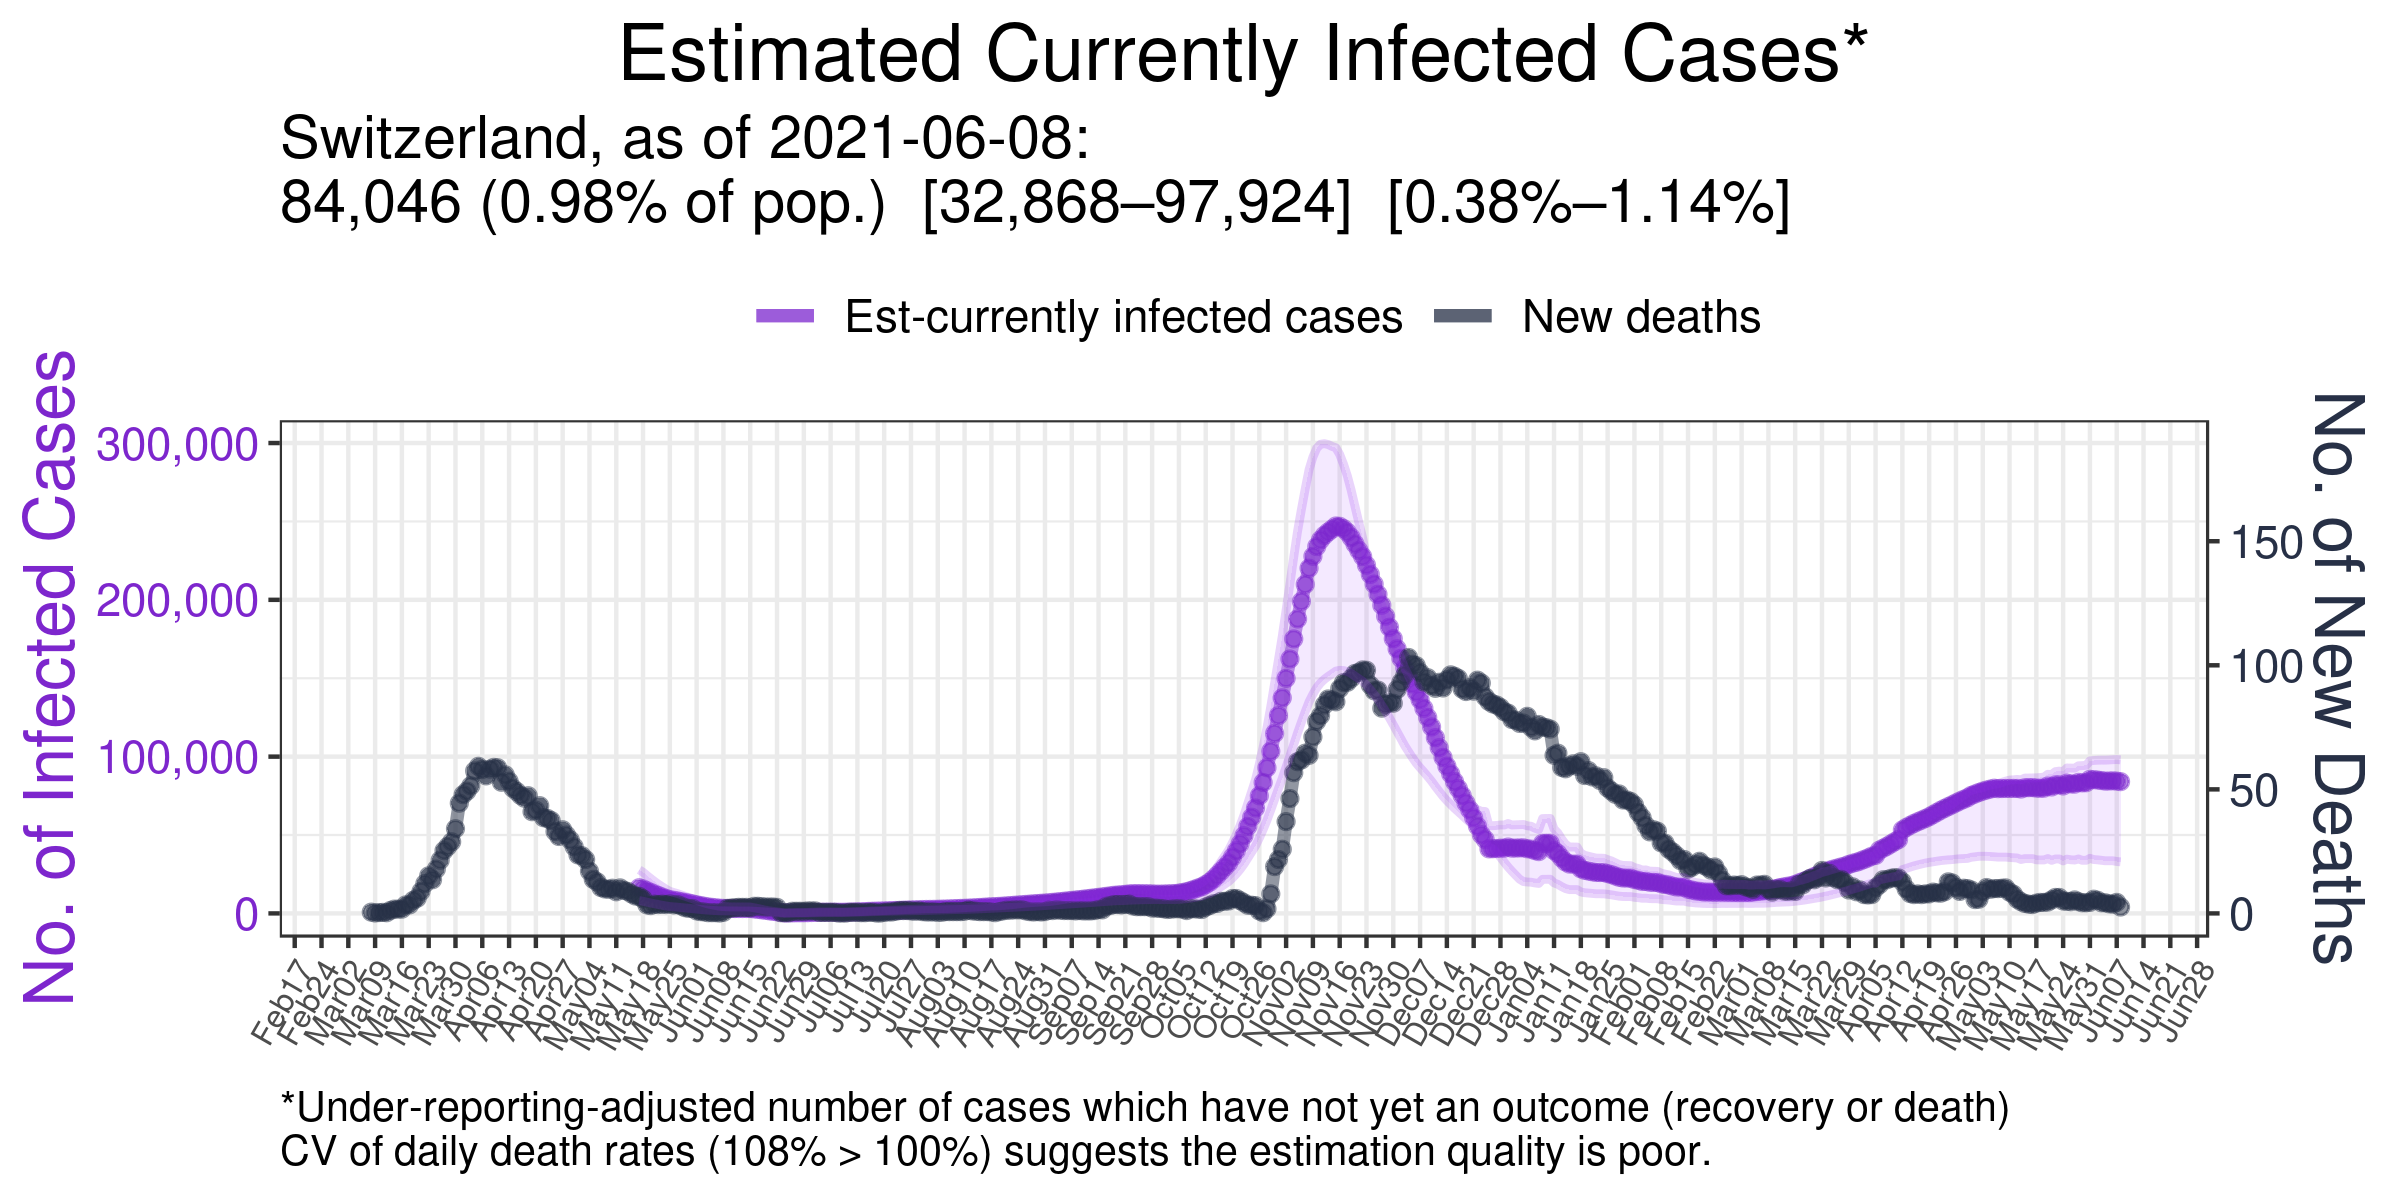 Estimated Currently Infected Cases*
Switzerland, as of 2021-06-08:
84,046 (0.98% of pop.)  [32,868–97,924]  [0.38%–1.14%]
Est-currently infected cases
New deaths
No. of Infected Cases
300,000
200,000
100,000
0
No. of New Deaths
150
100
50
0
Feb17
Feb24
Mar02
Mar09
Mar16
Mar23
Mar30
Apr06
Apr13
Apr20
Apr27
May04
May11
May18
May25
Jun01
Jun08
Jun15
Jun22
Jun29
Jul06
Jul13
Jul20
Jul27
Aug03
Aug10
Aug17
Aug24
Aug31
Sep07
Sep14
Sep21
Sep28
Oct05
Oct12
Oct19
Oct26
Nov02
Nov09
Nov16
Nov23
Nov30
Dec07
Dec14
Dec21
Dec28
Jan04
Jan11
Jan18
Jan25
Feb01
Feb08
Feb15
Feb22
Mar01
Mar08
Mar15
Mar22
Mar29
Apr05
Apr12
Apr19
Apr26
May03
May10
May17
May24
May31
Jun07
Jun14
Jun21
Jun28
*Under-reporting-adjusted number of cases which have not yet an outcome (recovery or death)
CV of daily death rates (108% > 100%) suggests the estimation quality is poor.